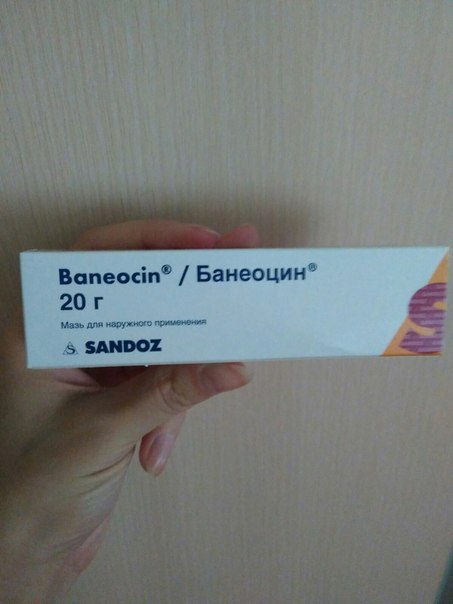 Baneocin® / Банеоцин®
20 г
Мазь для наружного применения
SANDOZ